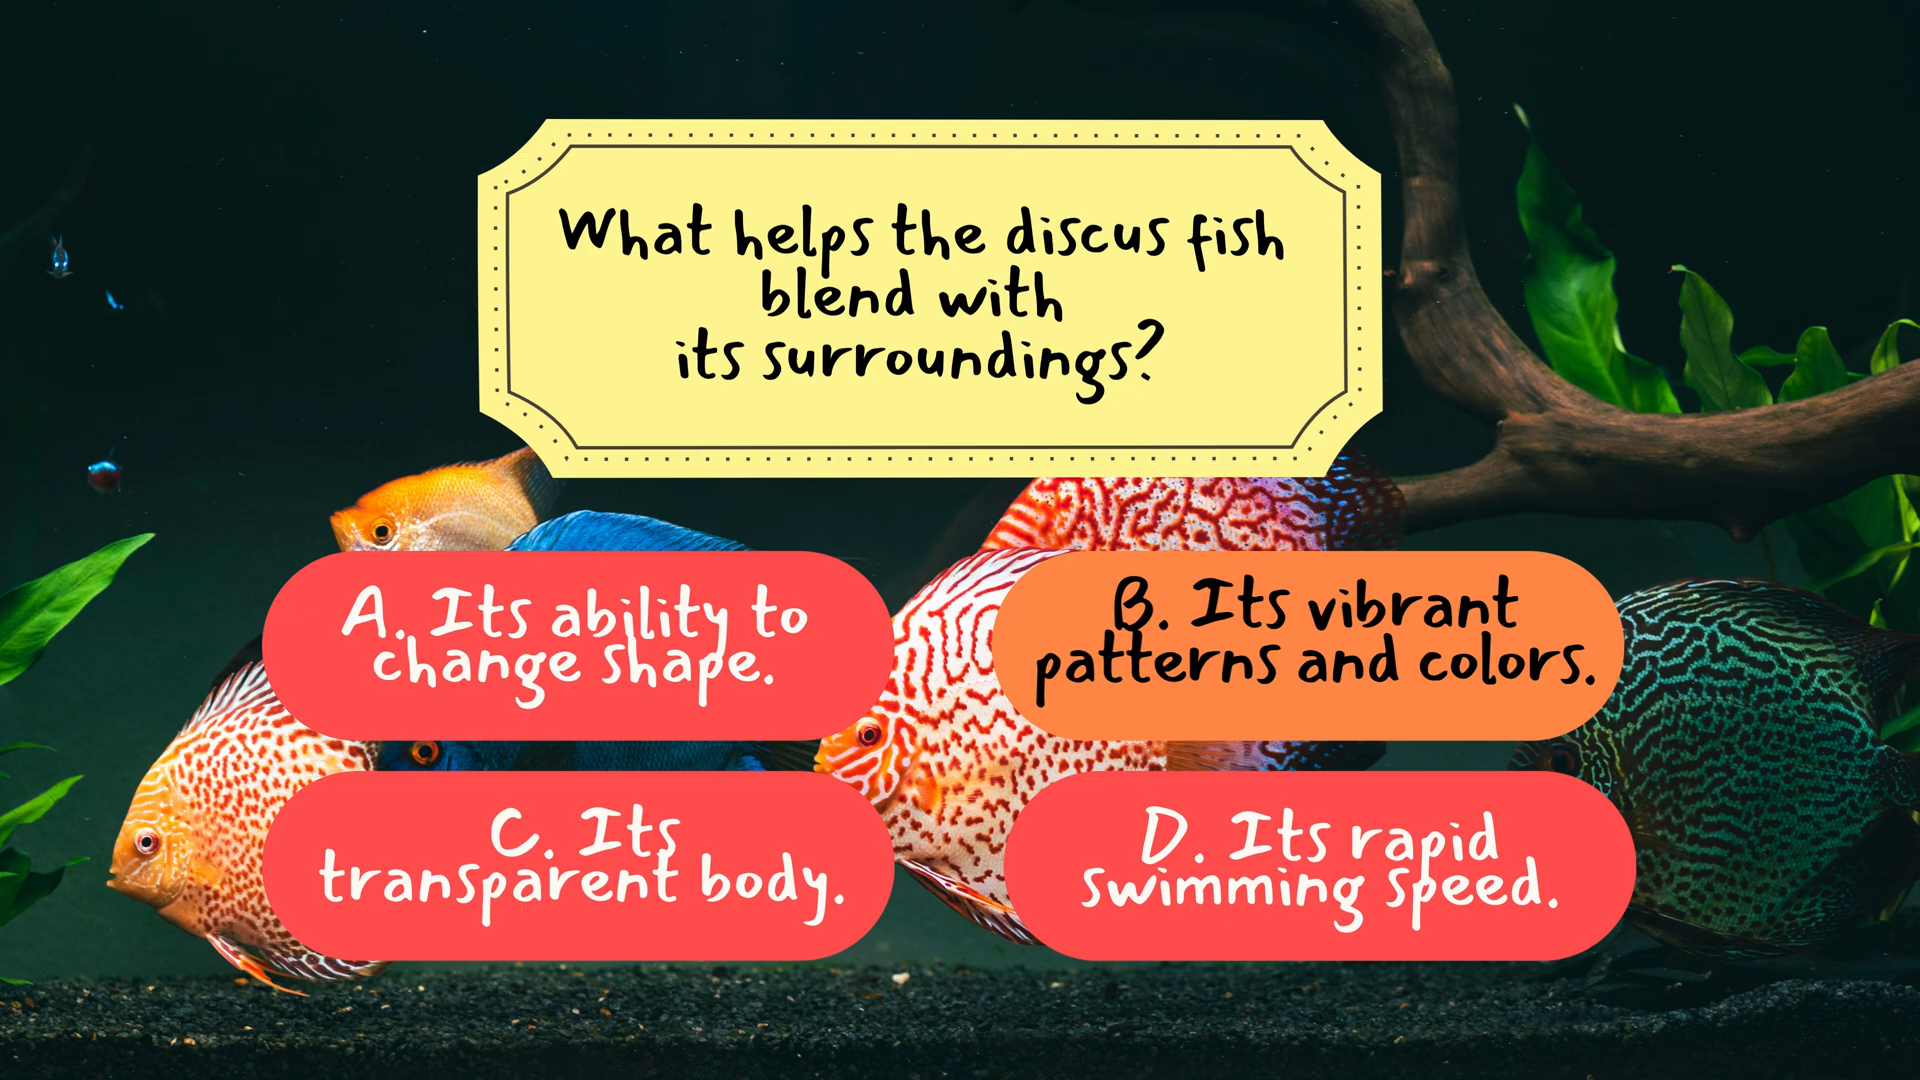 What helps the discus fish
blend with
its surroundings?
A. Its ability to
change shape.
B. Its vibrant
patterns and colors.
C. Its
transparent body.
D. Its rapid
swimming speed.